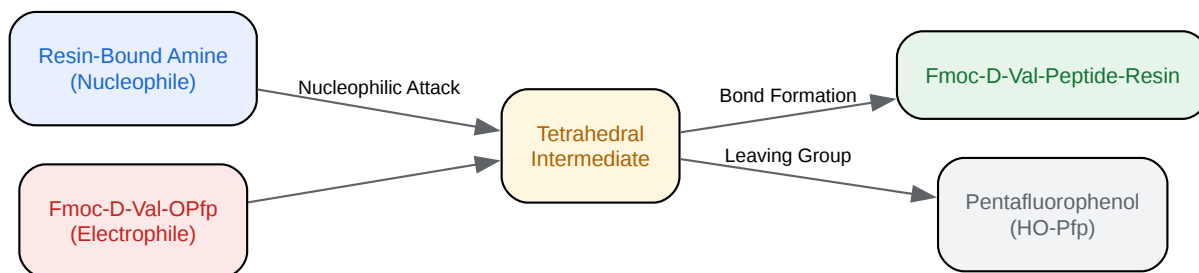 Resin-Bound Amine
(Nucleophile)
Nucleophilic Attack
Fmoc-D-Val-OPfp
(Electrophile)
Tetrahedral
Intermediate
Bond Formation
Leaving Group
Fmoc-D-Val-Peptide-Resin
Pentafluorophenol
(HO-Pfp)